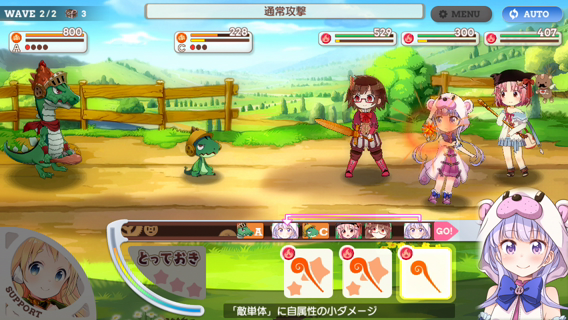 WAVE 2/2 3
通常攻撃
MENU
AUTO
800
A
228
C
529
300
407
A
C
GO!
とっておき
SUPPORT
「敵単体」に自属性の小ダメージ